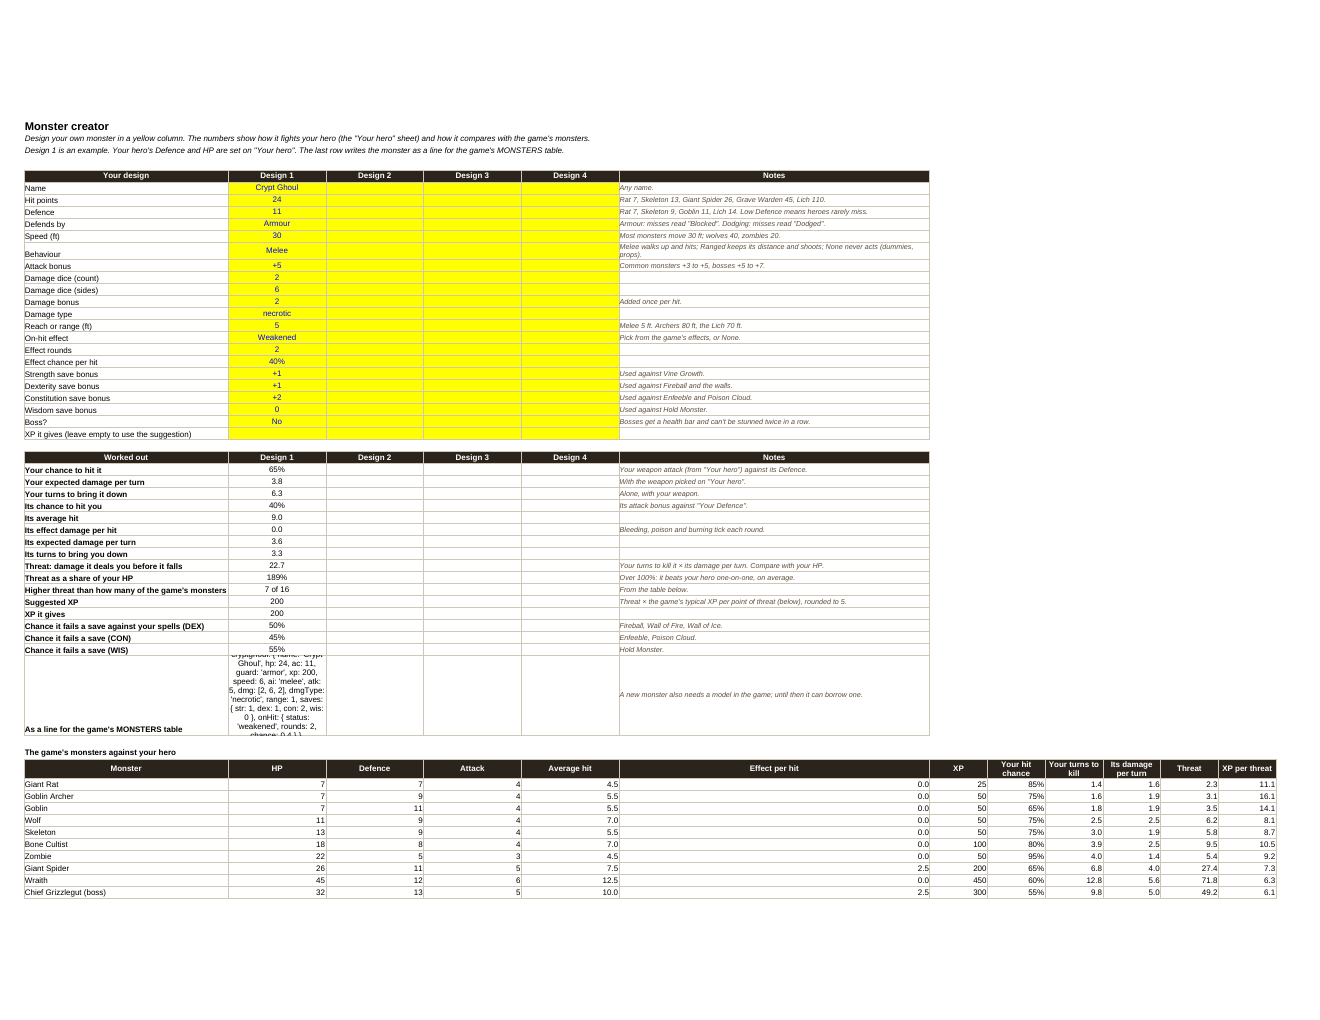 Monster creator
Design your own monster in a yellow column. The numbers show how it fights your hero (the "Your hero" sheet) and how it compares with the game's monsters.
Design 1 is an example. Your hero's Defence and HP are set on "Your hero". The last row writes the monster as a line for the game's MONSTERS table.
Your design Design 1 Design 2 Design 3 Design 4 Notes
Name Crypt Ghoul Any name.
Hit points 24 Rat 7, Skeleton 13, Giant Spider 26, Grave Warden 45, Lich 110.
Defence 11 Rat 7, Skeleton 9, Goblin 11, Lich 14. Low Defence means heroes rarely miss.
Defends by Armour Armour: misses read "Blocked". Dodging: misses read "Dodged".
Speed (ft) 30 Most monsters move 30 ft; wolves 40, zombies 20.
Behaviour Melee Melee walks up and hits; Ranged keeps its distance and shoots; None never acts (dummies,
props).
Attack bonus +5 Common monsters +3 to +5, bosses +5 to +7.
Damage dice (count) 2
Damage dice (sides) 6
Damage bonus 2 Added once per hit.
Damage type necrotic
Reach or range (ft) 5 Melee 5 ft. Archers 80 ft, the Lich 70 ft.
On-hit effect Weakened Pick from the game's effects, or None.
Effect rounds 2
Effect chance per hit 40%
Strength save bonus +1 Used against Vine Growth.
Dexterity save bonus +1 Used against Fireball and the walls.
Constitution save bonus +2 Used against Enfeeble and Poison Cloud.
Wisdom save bonus 0 Used against Hold Monster.
Boss? No Bosses get a health bar and can't be stunned twice in a row.
XP it gives (leave empty to use the suggestion)
Worked out Design 1 Design 2 Design 3 Design 4 Notes
Your chance to hit it 65% Your weapon attack (from "Your hero") against its Defence.
Your expected damage per turn 3.8 With the weapon picked on "Your hero".
Your turns to bring it down 6.3 Alone, with your weapon.
Its chance to hit you 40% Its attack bonus against "Your Defence".
Its average hit 9.0
Its effect damage per hit 0.0 Bleeding, poison and burning tick each round.
Its expected damage per turn 3.6
Its turns to bring you down 3.3
Threat: damage it deals you before it falls 22.7 Your turns to kill it × its damage per turn. Compare with your HP.
Threat as a share of your HP 189% Over 100%: it beats your hero one-on-one, on average.
Higher threat than how many of the game's monsters 7 of 16 From the table below.
Suggested XP 200 Threat × the game's typical XP per point of threat (below), rounded to 5.
XP it gives 200
Chance it fails a save against your spells (DEX) 50% Fireball, Wall of Fire, Wall of Ice.
Chance it fails a save (CON) 45% Enfeeble, Poison Cloud.
Chance it fails a save (WIS) 55% Hold Monster.
cryptghoul: { name: 'Crypt
Ghoul', hp: 24, ac: 11,
guard: 'armor', xp: 200,
speed: 6, ai: 'melee', atk:
5, dmg: [2, 6, 2], dmgType:
'necrotic', range: 1, saves:
{ str: 1, dex: 1, con: 2, wis:
0 }, onHit: { status:
'weakened', rounds: 2,
chance: 0.4 } }
As a line for the game's MONSTERS table A new monster also needs a model in the game; until then it can borrow one.
The game's monsters against your hero
Monster HP Defence Attack Average hit Effect per hit XP Your hit chance Your turns to kill Its damage per turn Threat XP per threat
Giant Rat 7 7 4 4.5 0.0 25 85% 1.4 1.6 2.3 11.1
Goblin Archer 7 9 4 5.5 0.0 50 75% 1.6 1.9 3.1 16.1
Goblin 7 11 4 5.5 0.0 50 65% 1.8 1.9 3.5 14.1
Wolf 11 9 4 7.0 0.0 50 75% 2.5 2.5 6.2 8.1
Skeleton 13 9 4 5.5 0.0 50 75% 3.0 1.9 5.8 8.7
Bone Cultist 18 8 4 7.0 0.0 100 80% 3.9 2.5 9.5 10.5
Zombie 22 5 3 4.5 0.0 50 95% 4.0 1.4 5.4 9.2
Giant Spider 26 11 5 7.5 2.5 200 65% 6.8 4.0 27.4 7.3
Wraith 45 12 6 12.5 0.0 450 60% 12.8 5.6 71.8 6.3
Chief Grizzlegut (boss) 32 13 5 10.0 2.5 300 55% 9.8 5.0 49.2 6.1